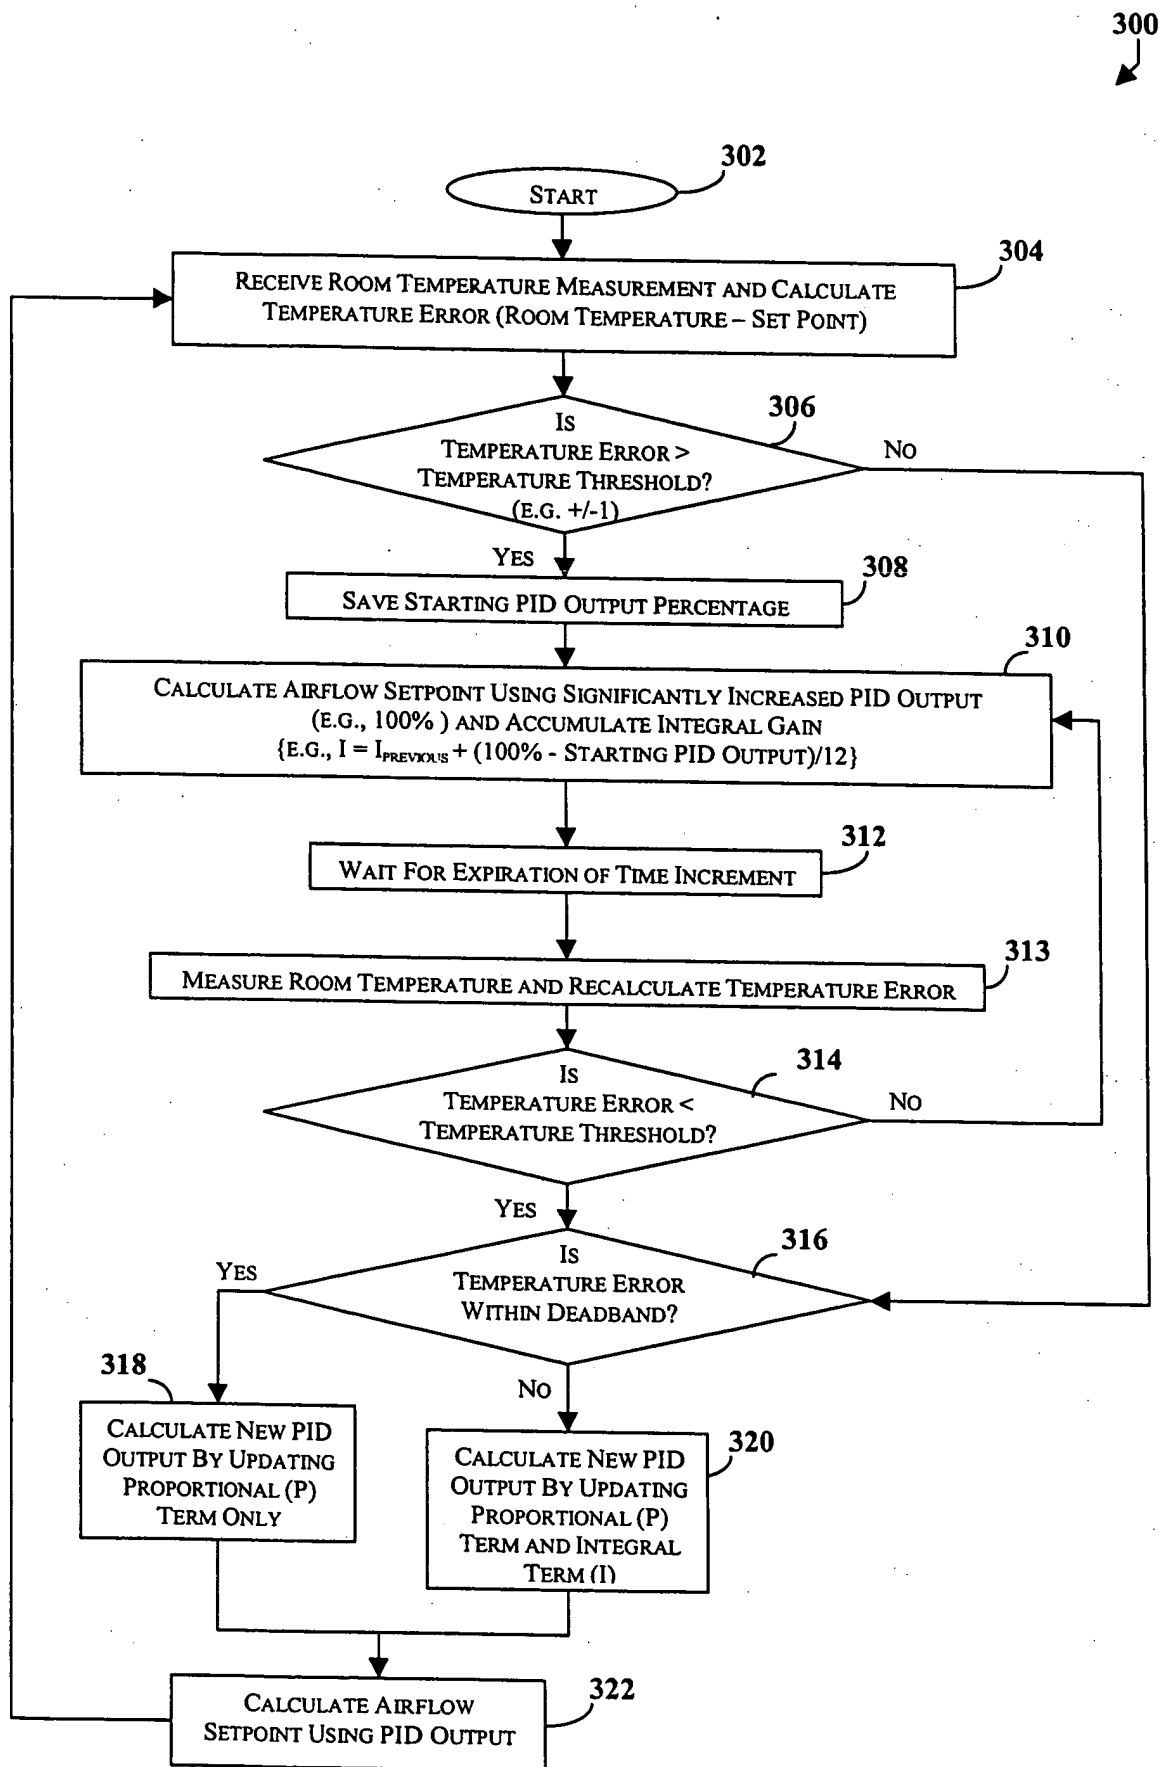 300
302
START
304
RECEIVE ROOM TEMPERATURE MEASUREMENT AND CALCULATE
TEMPERATURE ERROR (ROOM TEMPERATURE – SET POINT)
306
IS
TEMPERATURE ERROR >
TEMPERATURE THRESHOLD?
(E.G. +/-1)
NO
YES
308
SAVE STARTING PID OUTPUT PERCENTAGE
310
CALCULATE AIRFLOW SETPOINT USING SIGNIFICANTLY INCREASED PID OUTPUT
(E.G., 100% ) AND ACCUMULATE INTEGRAL GAIN
{E.G., I = IPREVIOUS + (100% - STARTING PID OUTPUT)/12}
312
WAIT FOR EXPIRATION OF TIME INCREMENT
313
MEASURE ROOM TEMPERATURE AND RECALCULATE TEMPERATURE ERROR
314
IS
TEMPERATURE ERROR <
TEMPERATURE THRESHOLD?
NO
YES
316
IS
TEMPERATURE ERROR
WITHIN DEADBAND?
YES
NO
318
CALCULATE NEW PID
OUTPUT BY UPDATING
PROPORTIONAL (P)
TERM ONLY
320
CALCULATE NEW PID
OUTPUT BY UPDATING
PROPORTIONAL (P)
TERM AND INTEGRAL
TERM (I)
322
CALCULATE AIRFLOW
SETPOINT USING PID OUTPUT